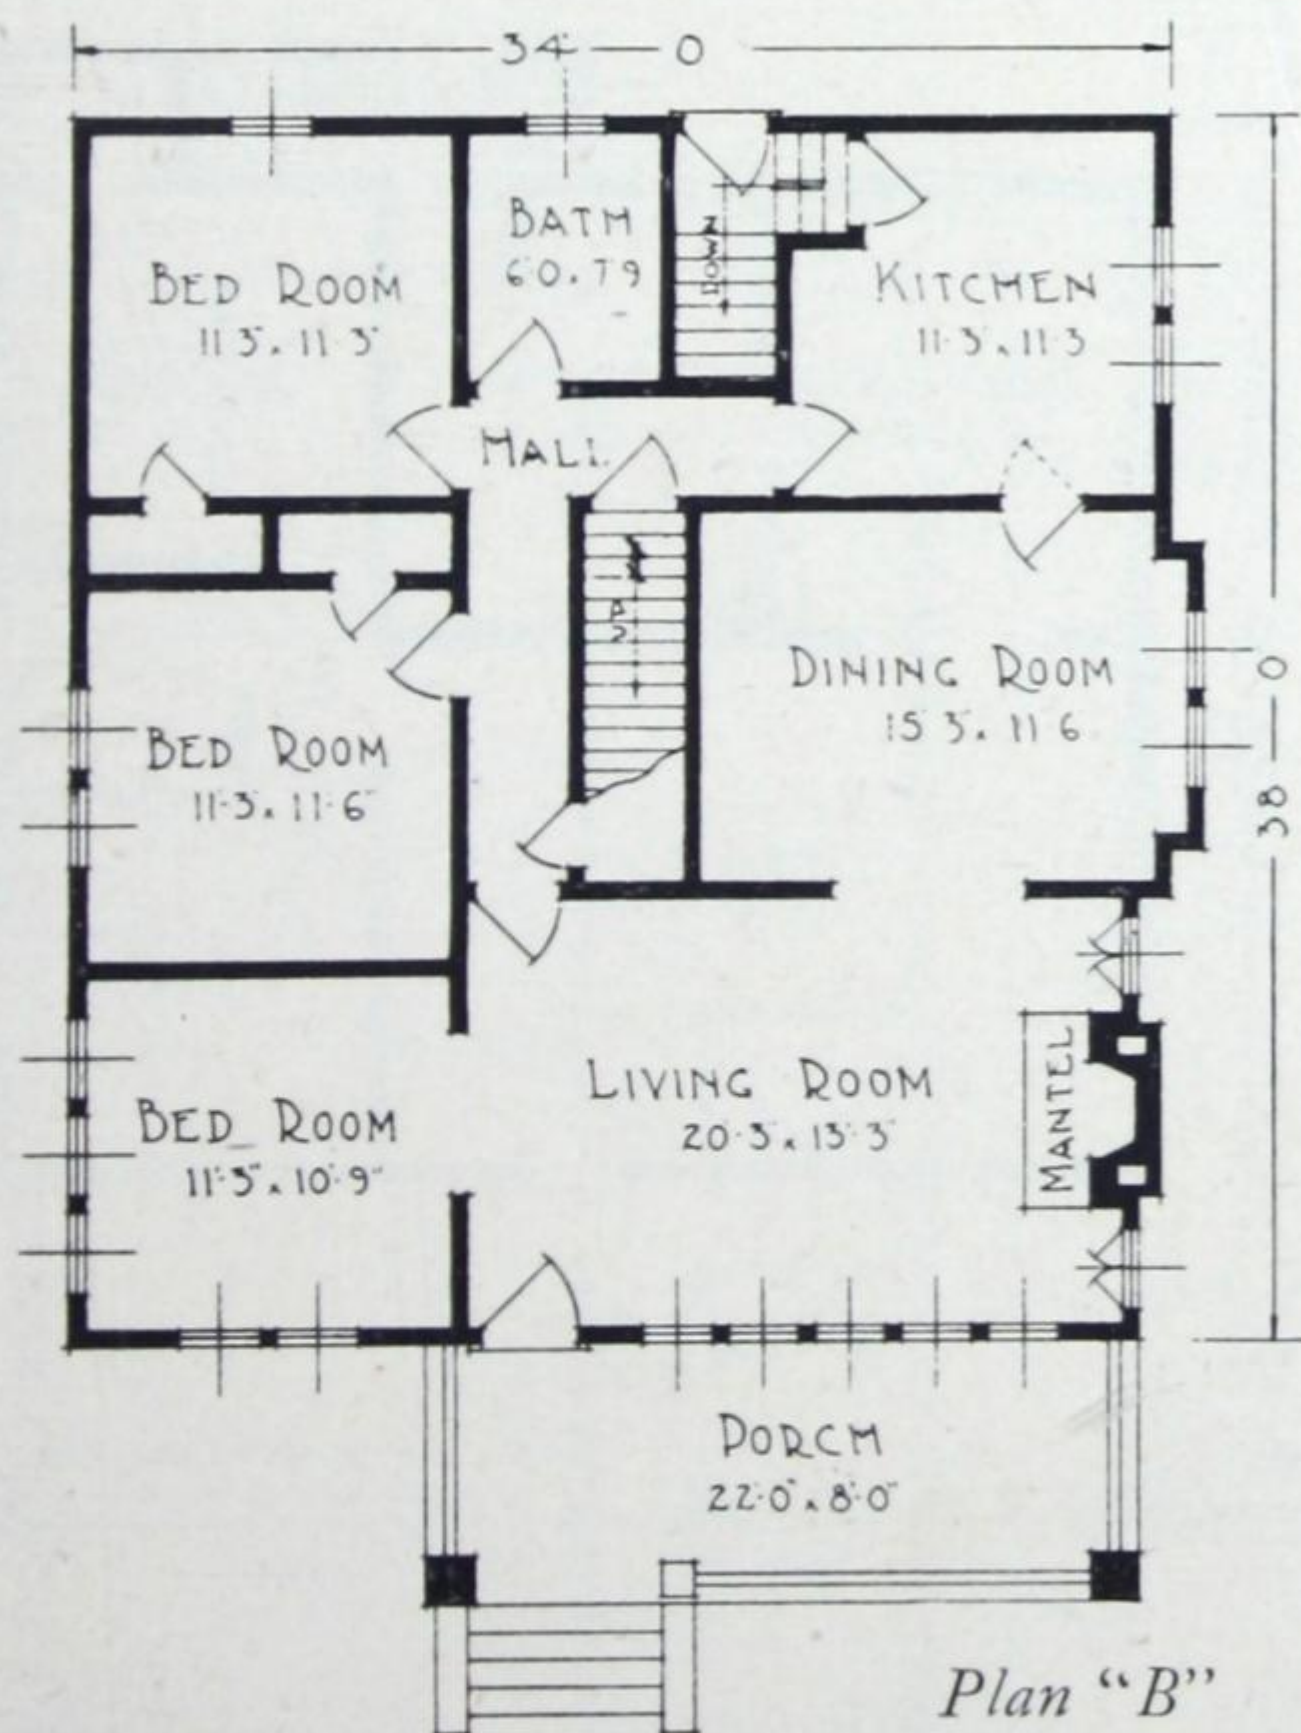 34 — 0
BATH
6 0 . 7 9
DOWN
BED ROOM
11 3" x 11 3"
KITCHEN
11·3 x 11·3
HALL
UP
DINING ROOM
15 3 x 11 6
BED ROOM
11-3 x 11-6"
38 — 0
LIVING ROOM
20·3 x 13·3"
MANTEL
BED ROOM
11'-3" x 10'-9"
PORCH
22'-0" x 8'-0"
Plan "B"